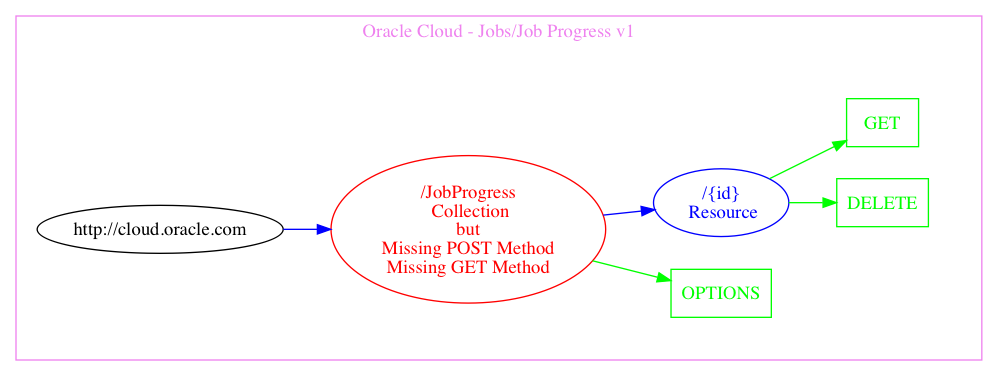 Oracle Cloud - Jobs/Job Progress v1
http://cloud.oracle.com
/JobProgress
Collection
but
Missing POST Method
Missing GET Method
/{id}
Resource
GET
DELETE
OPTIONS